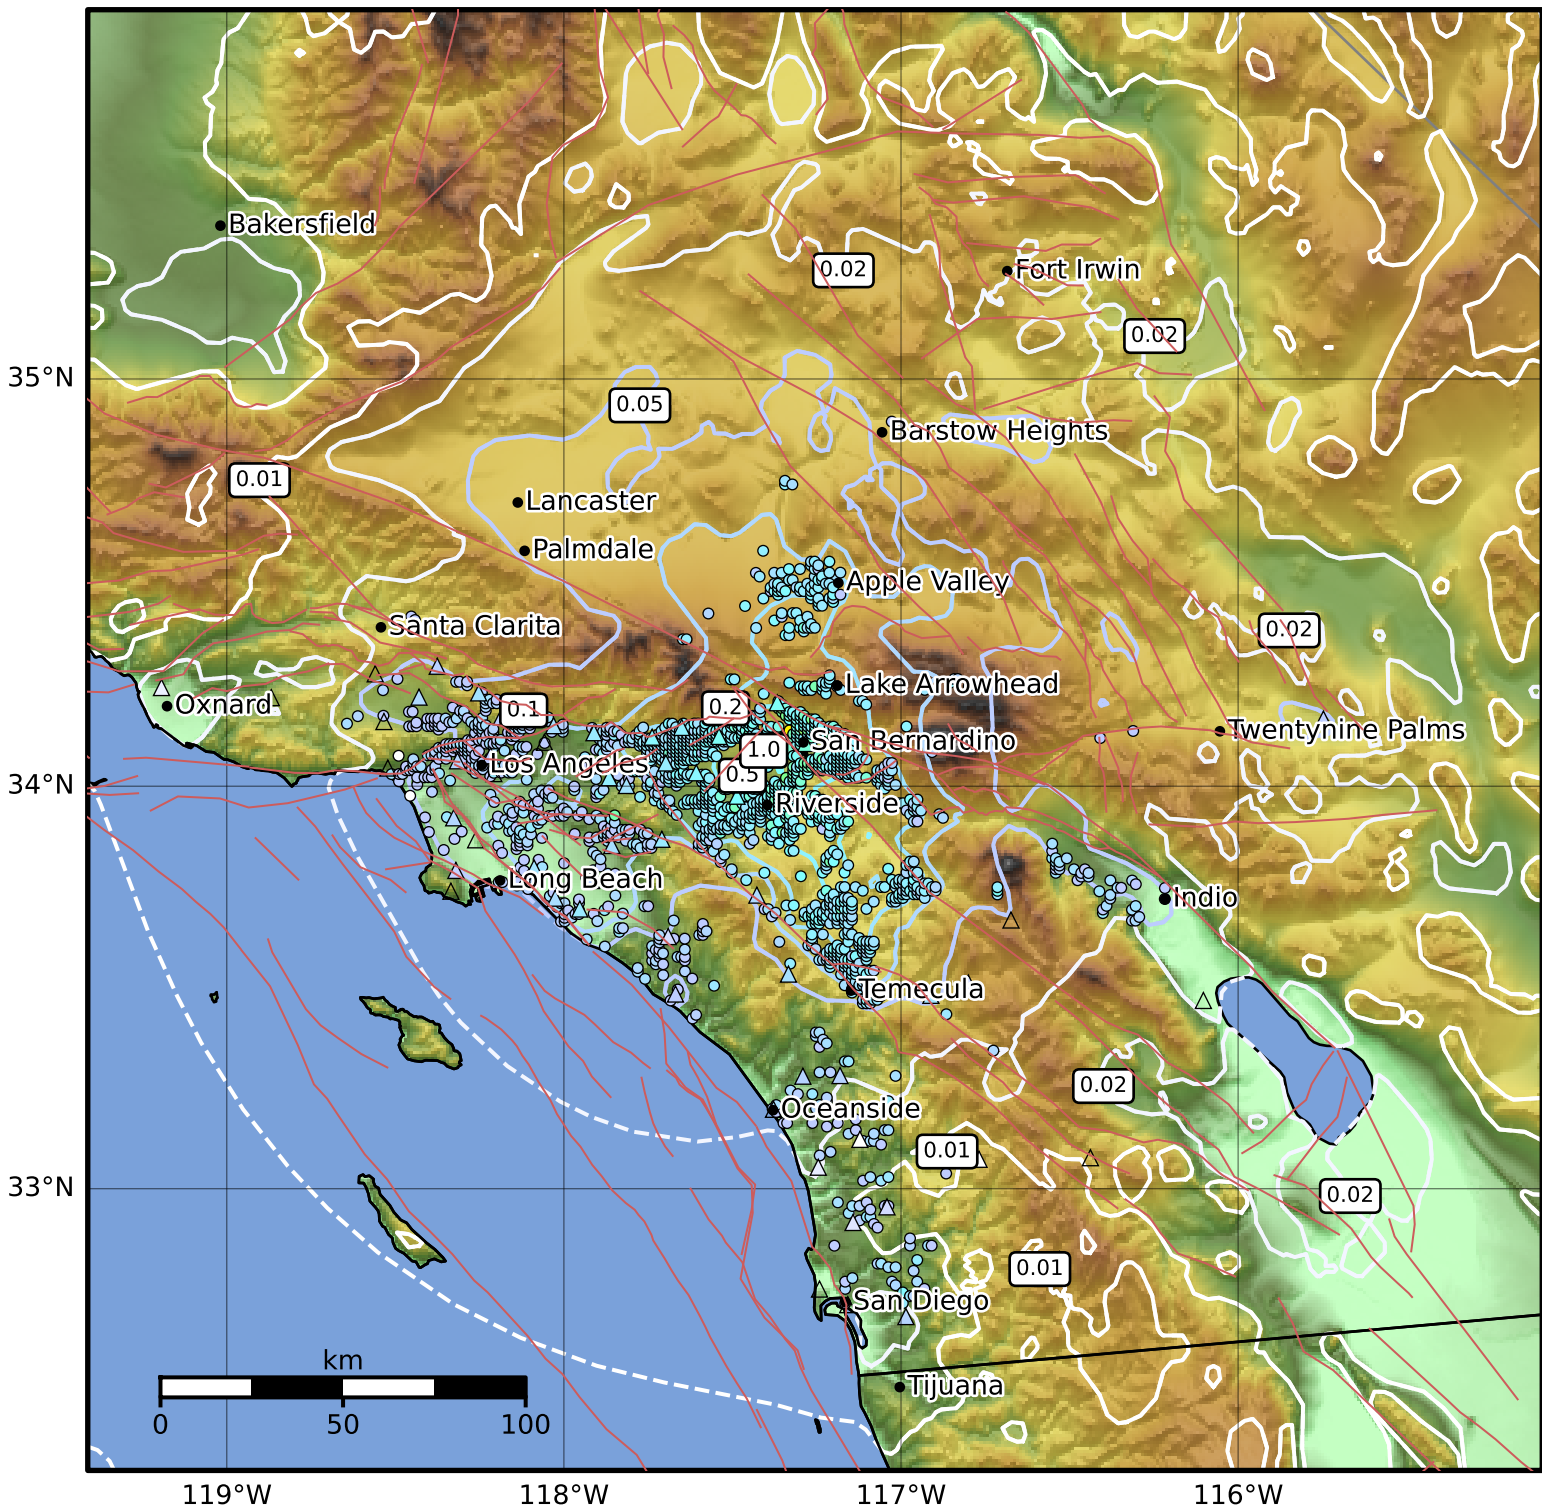 Bakersfield
0.02
Fort Irwin
0.02
35°N
0.05
Barstow Heights
0.01
Lancaster
Palmdale
Apple Valley
Santa Clarita
0.02
Lake Arrowhead
Oxnard
0.1
0.2
Twentynine Palms
San Bernardino
1.0
Los Angeles
0.5
34°N
Riverside
Long Beach
Indio
Temecula
0.02
Oceanside
0.01
33°N
0.02
0.01
San Diego
km
Tijuana
0 50 100
119°W 118°W 117°W 116°W